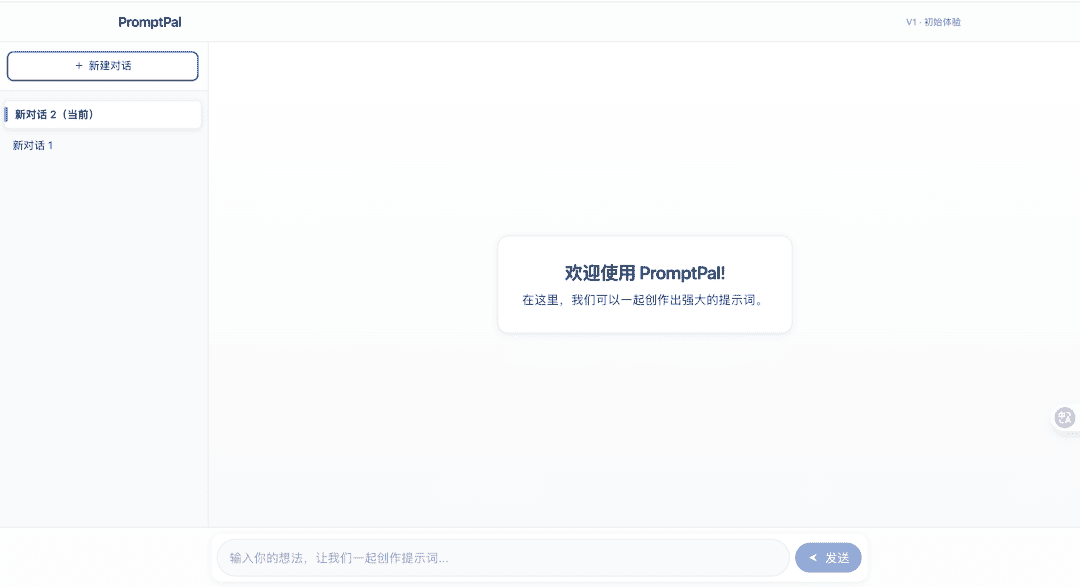 PromptPal
V1 · 初始体验
+ 新建对话
新对话 2（当前）
新对话 1
欢迎使用 PromptPal!
在这里，我们可以一起创作出强大的提示词。
输入你的想法，让我们一起创作提示词...
发送